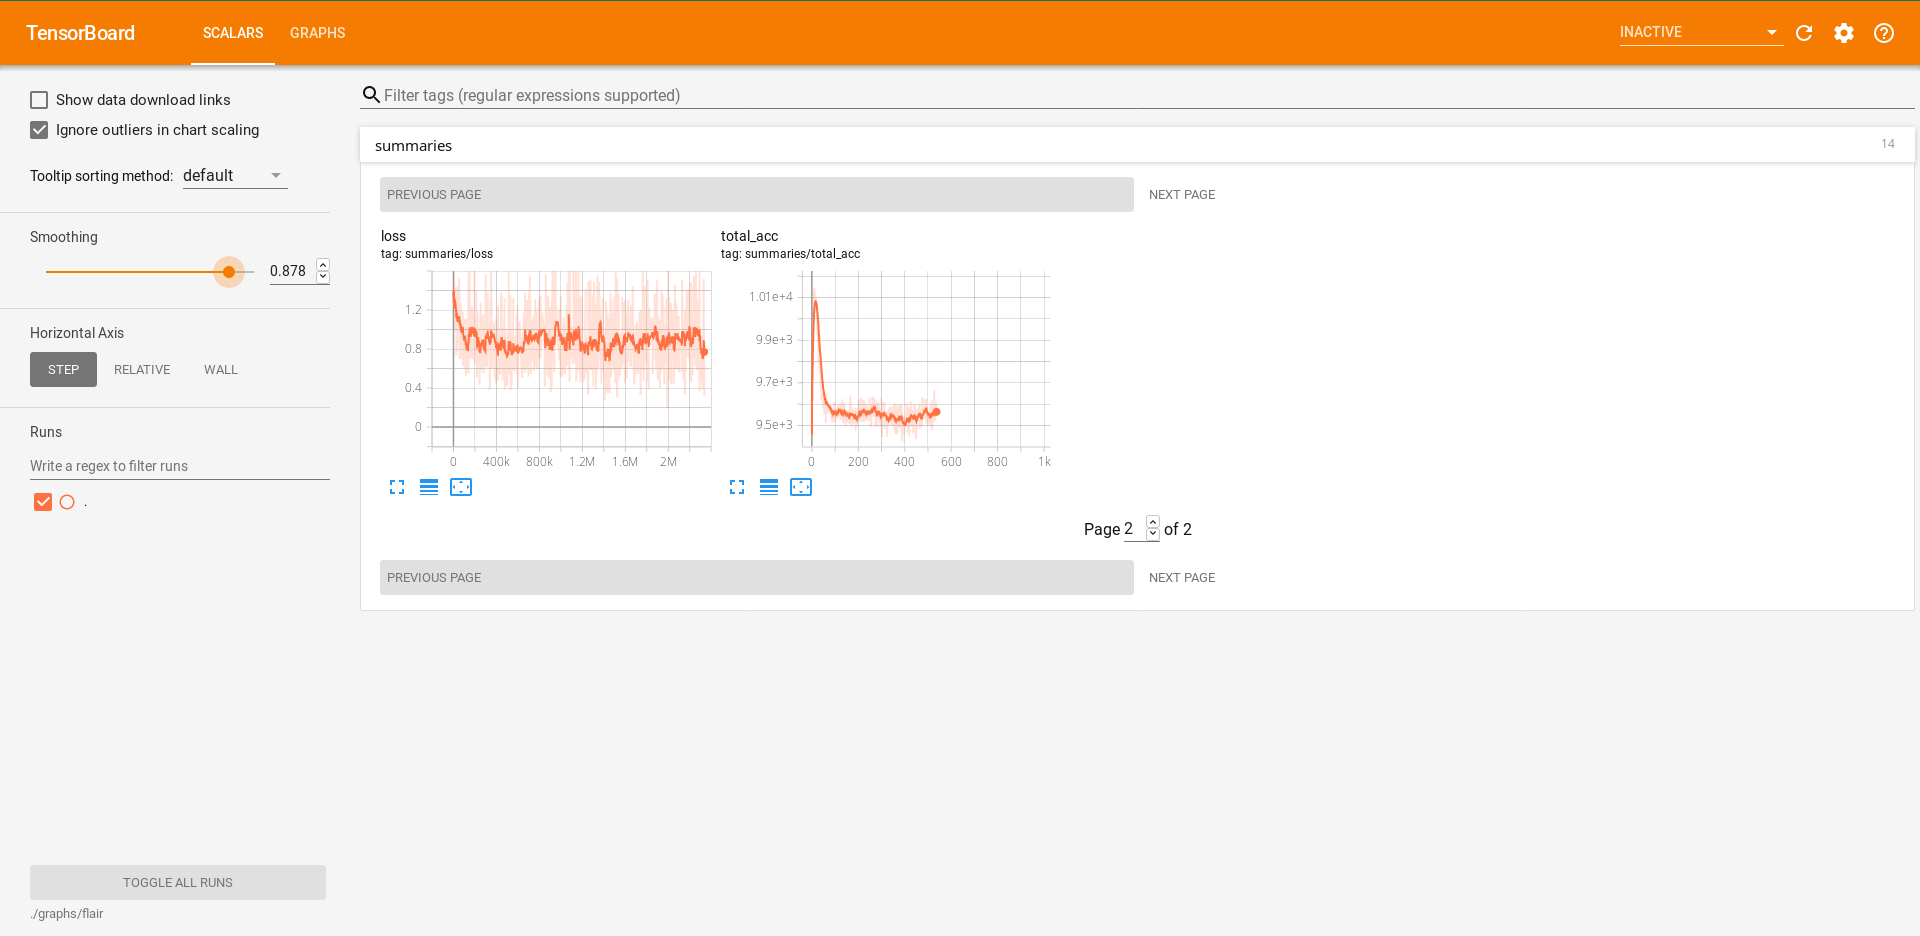 TensorBoard
SCALARS
GRAPHS
INACTIVE
Show data download links
Ignore outliers in chart scaling
Tooltip sorting method: default
Smoothing
0.878
Horizontal Axis
STEP
RELATIVE
WALL
Runs
Write a regex to filter runs
.
TOGGLE ALL RUNS
./graphs/flair
Filter tags (regular expressions supported)
summaries
14
PREVIOUS PAGE
NEXT PAGE
loss
tag: summaries/loss
1.2
0.8
0.4
0
0 400k 800k 1.2M 1.6M 2M
total_acc
tag: summaries/total_acc
1.01e+4
9.9e+3
9.7e+3
9.5e+3
0 200 400 600 800 1k
Page 2 of 2
PREVIOUS PAGE
NEXT PAGE